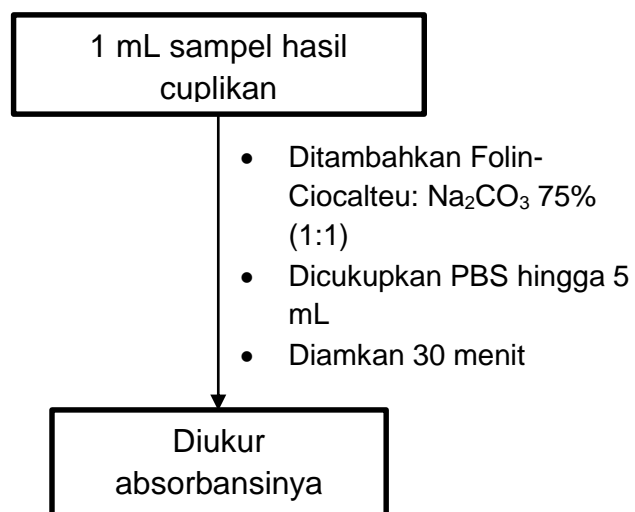 1 mL sampel hasil
cuplikan
• Ditambahkan Folin-
Ciocalteu: Na₂CO₃ 75%
(1:1)
• Dicukupkan PBS hingga 5
mL
• Diamkan 30 menit
Diukur
absorbansinya